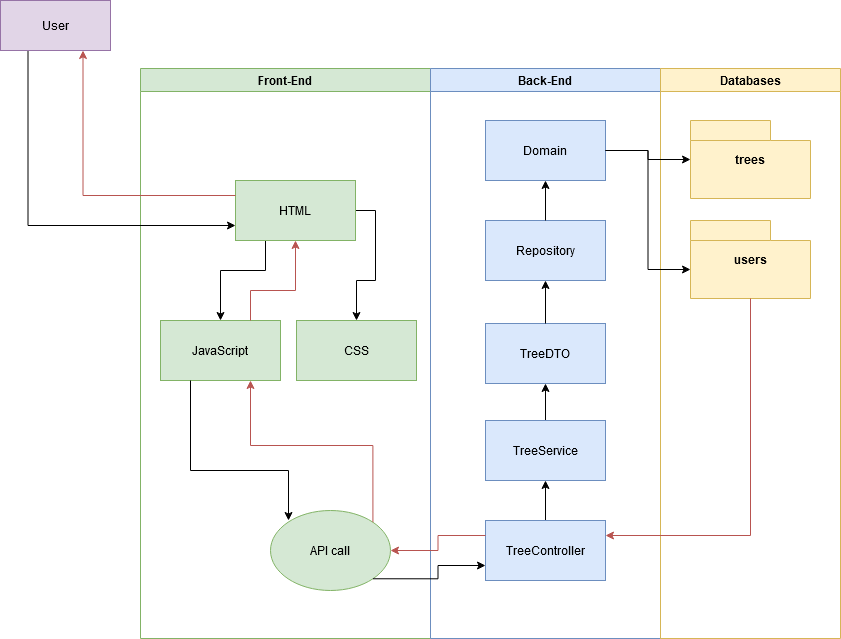 User
Front-End
Back-End
Databases
Domain
trees
HTML
Repository
users
JavaScript
CSS
TreeDTO
TreeService
API call
TreeController